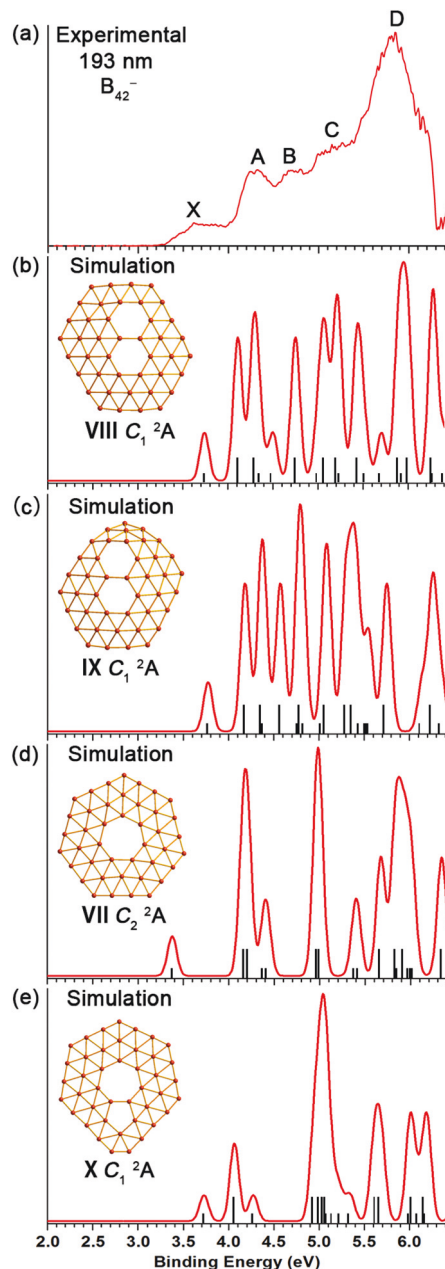 (a) Experimental
193 nm
B₄₂⁻
X
A
B
C
D
(b) Simulation
VIII C₁ ²A
(c) Simulation
IX C₁ ²A
(d) Simulation
VII C₂ ²A
(e) Simulation
X C₁ ²A
2.0 2.5 3.0 3.5 4.0 4.5 5.0 5.5 6.0
Binding Energy (eV)